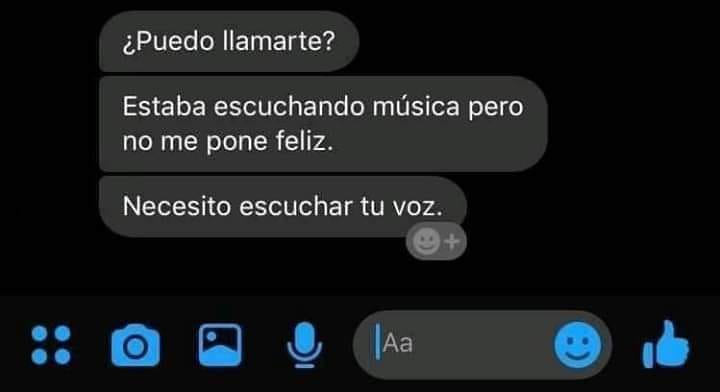 ¿Puedo llamarte?
Estaba escuchando música pero
no me pone feliz.
Necesito escuchar tu voz.
Aa